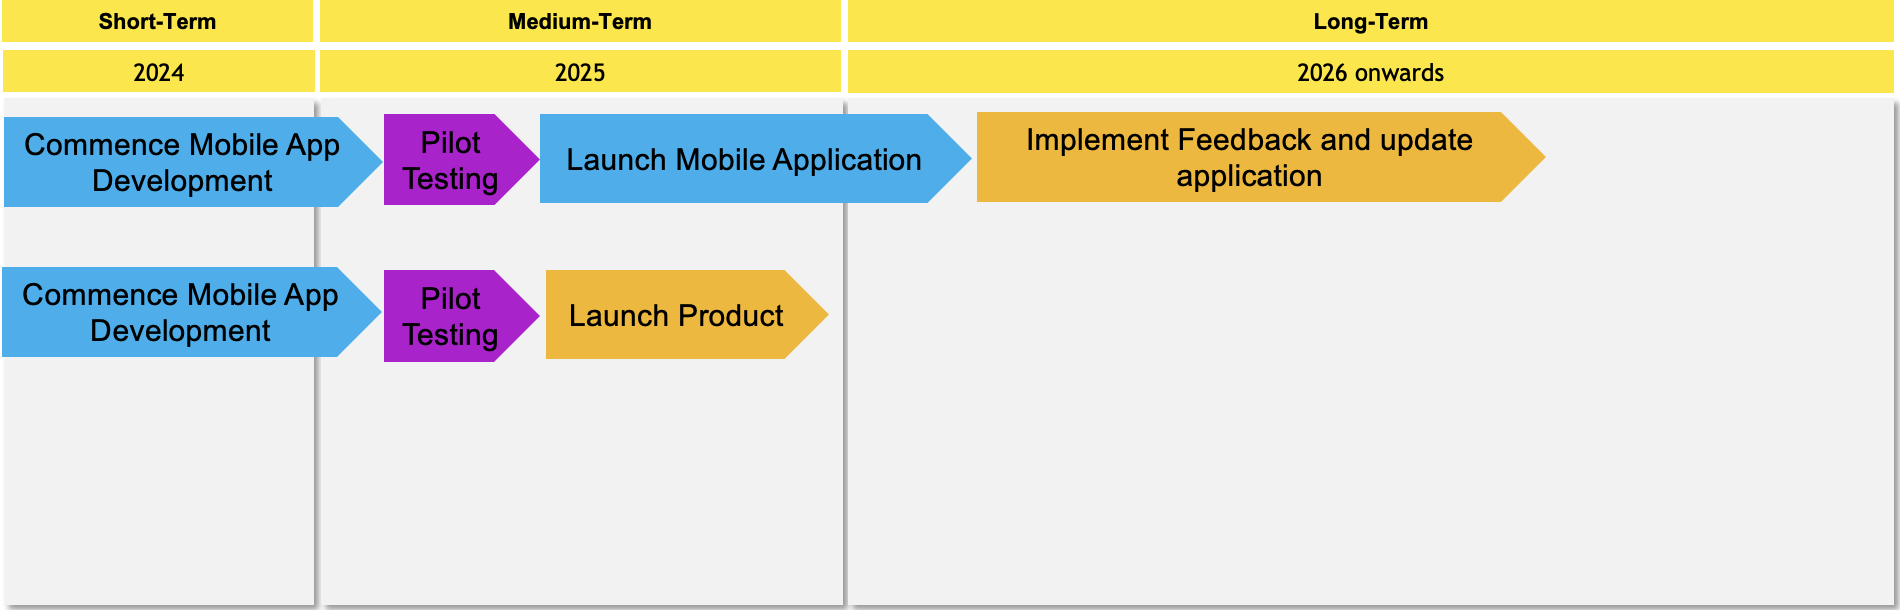 Short-Term
Medium-Term
Long-Term
2024
2025
2026 onwards
Commence Mobile App
Development
Pilot
Testing
Launch Mobile Application
Implement Feedback and update
application
Commence Mobile App
Development
Pilot
Testing
Launch Product